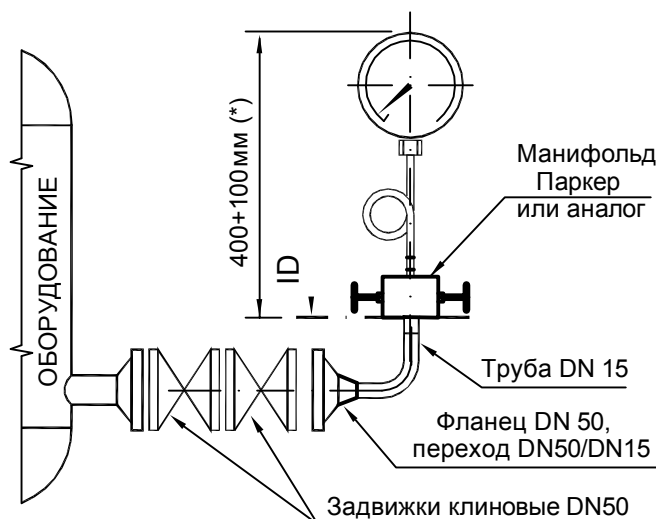 400+100мм (*)
Манифольд
Паркер
или аналог
ID
ОБОРУДОВАНИЕ
Труба DN 15
Фланец DN 50,
переход DN50/DN15
Задвижки клиновые DN50